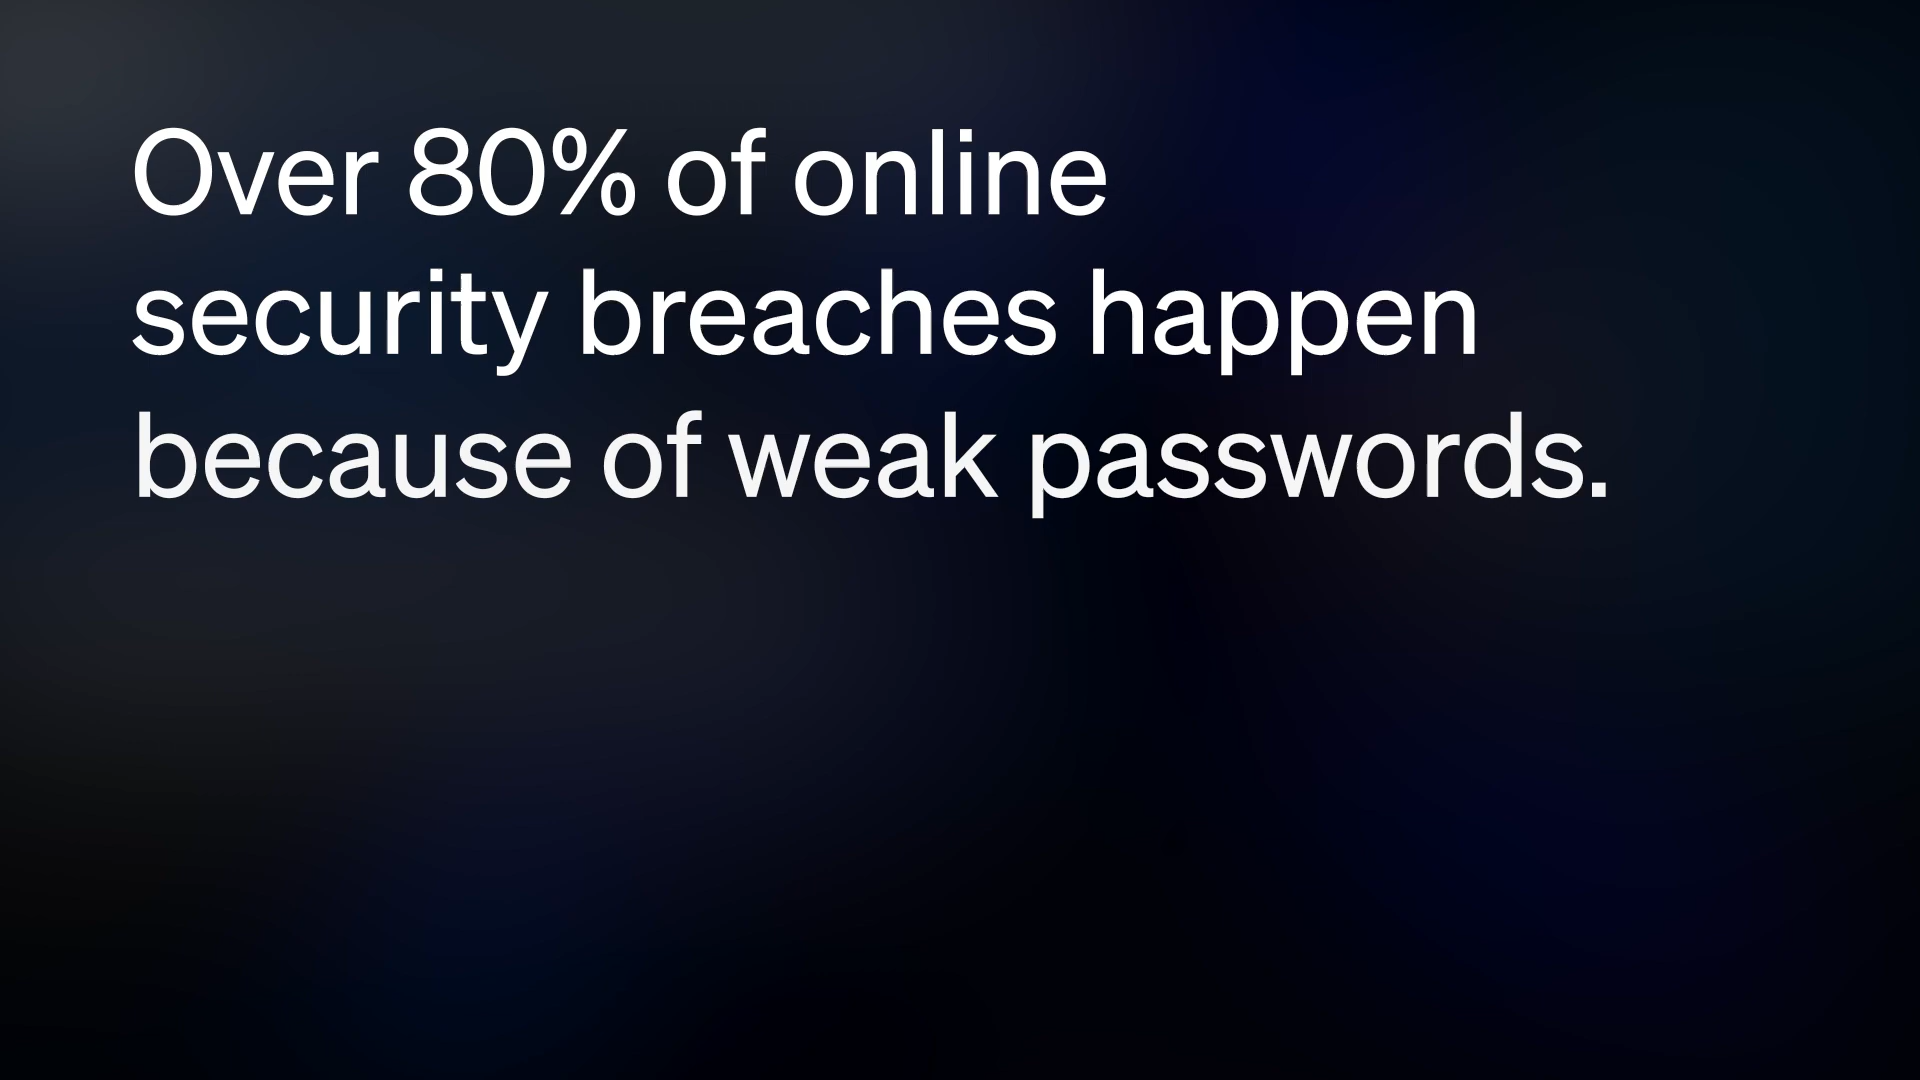 Over 80% of online
security breaches happen
because of weak passwords.